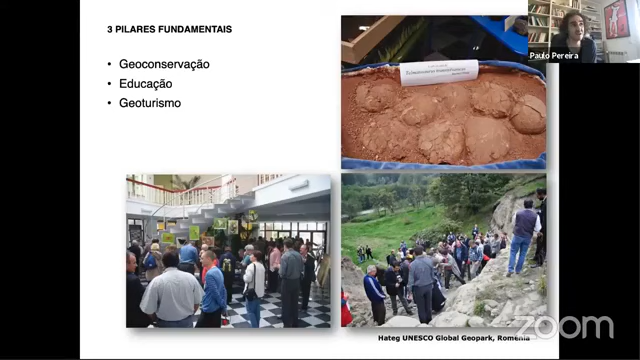 3 PILARES FUNDAMENTAIS
• Geoconservação
• Educação
• Geoturismo
Paulo Pereira
Hateg UNESCO Global Geopark, Romenia
zoom